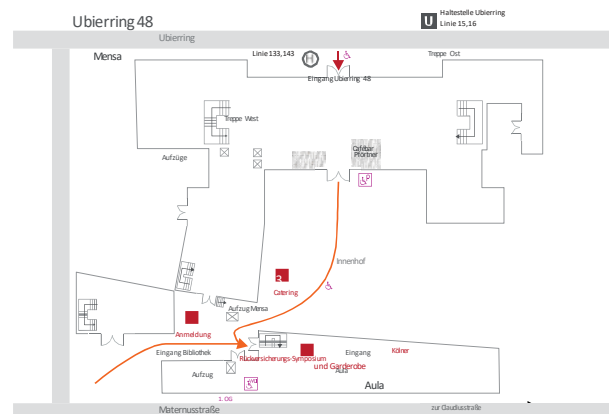 Ubierring 48
U
Haltestelle Ubierring
Linie 15,16
Ubierring
Mensa
Linie 133,143
H
Treppe Ost
Eingang Ubierring 48
Treppe West
Cafébar
Pförtner
Aufzüge
Innenhof
Catering
Aufzug Mensa
Anmeldung
Eingang Bibliothek
Rückversicherungs-Symposium
Eingang
Kölner
und Garderobe
Aula
Aufzug
Aula
1. OG
Maternusstraße
zur Claudiusstraße